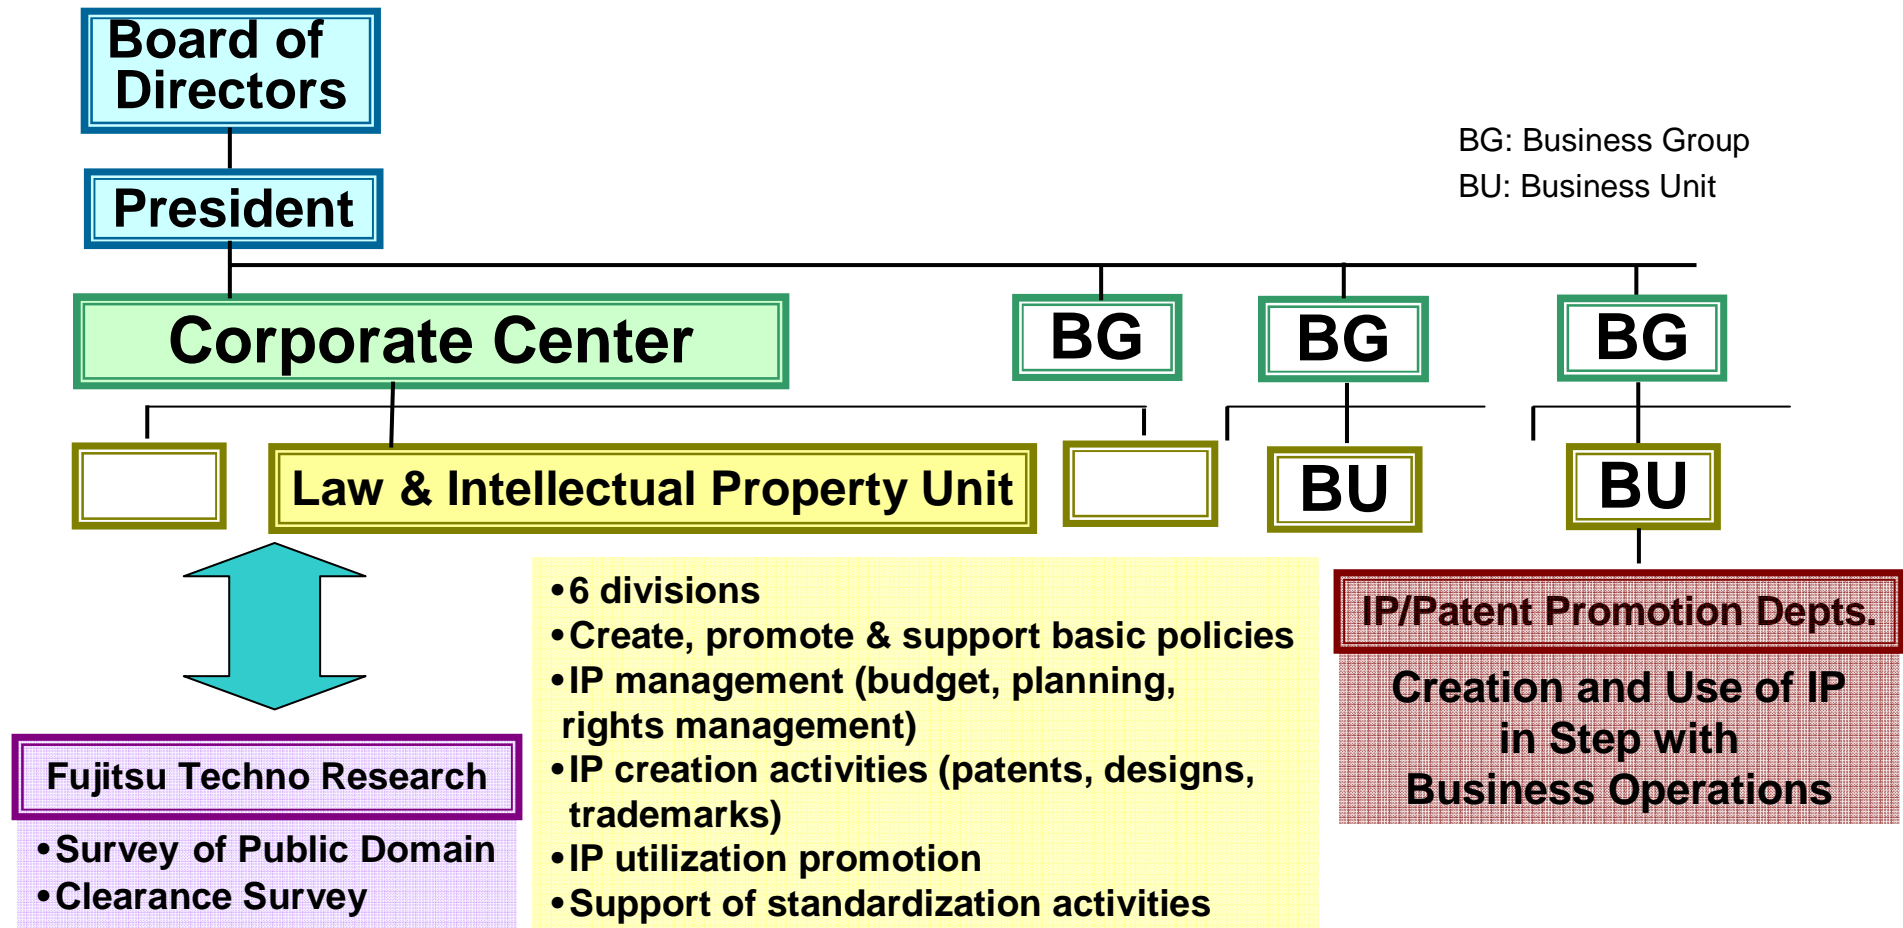 Board of
Directors
BG: Business Group
BU: Business Unit
President
Corporate Center
BG
BG
BG
Law & Intellectual Property Unit
BU
BU
•6 divisions
•Create, promote & support basic policies
•IP management (budget, planning,
rights management)
•IP creation activities (patents, designs,
trademarks)
•IP utilization promotion
•Support of standardization activities
IP/Patent Promotion Depts.
Creation and Use of IP
in Step with
Business Operations
Fujitsu Techno Research
•Survey of Public Domain
•Clearance Survey